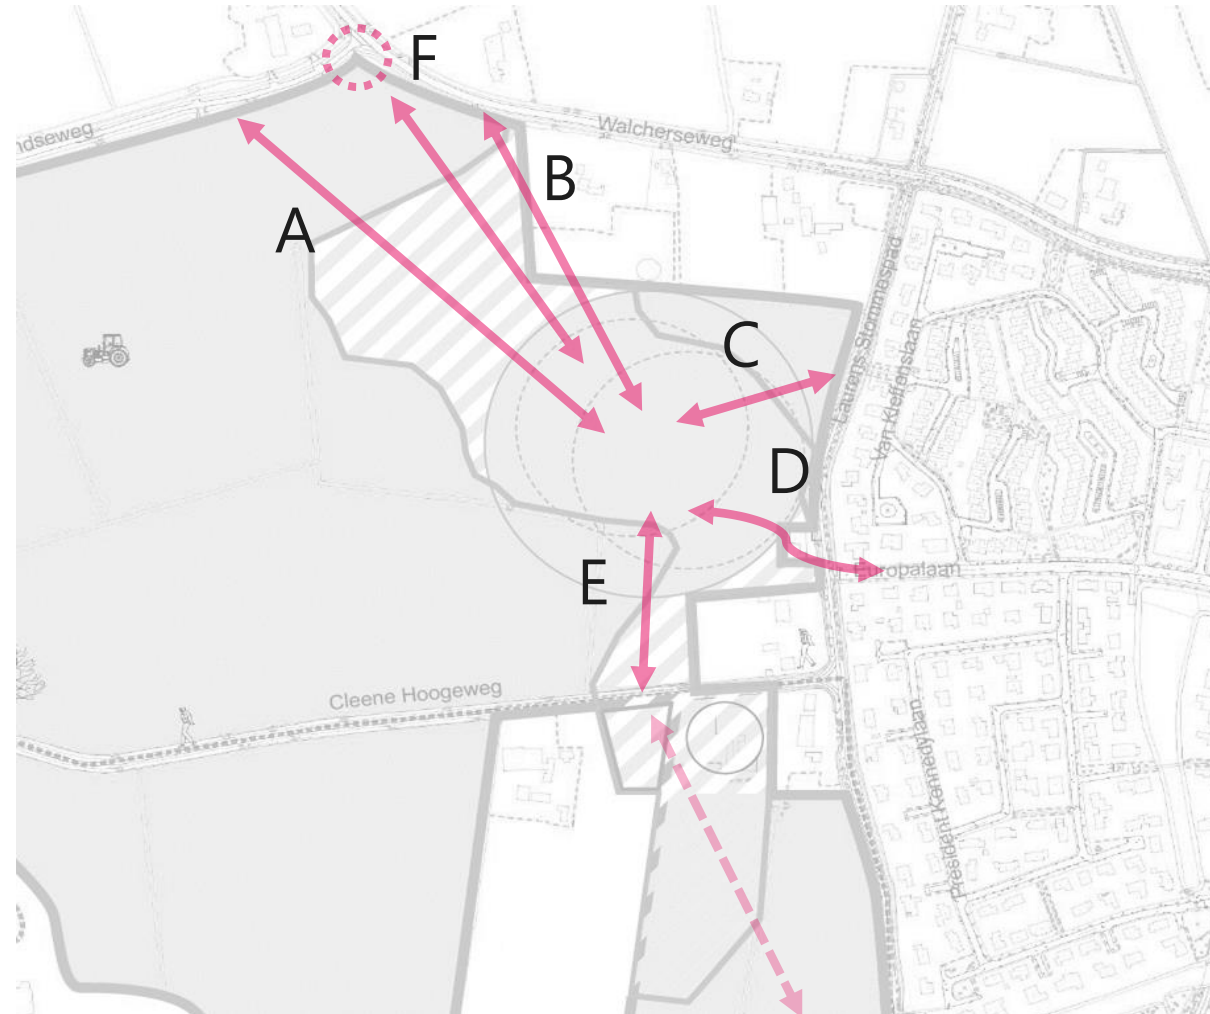 F
ndseweg
Walcherseweg
B
A
Laurens Stommespad
C
Van Kleffenslaan
D
Europalaan
E
Cleene Hoogeweg
President Kennedylaan